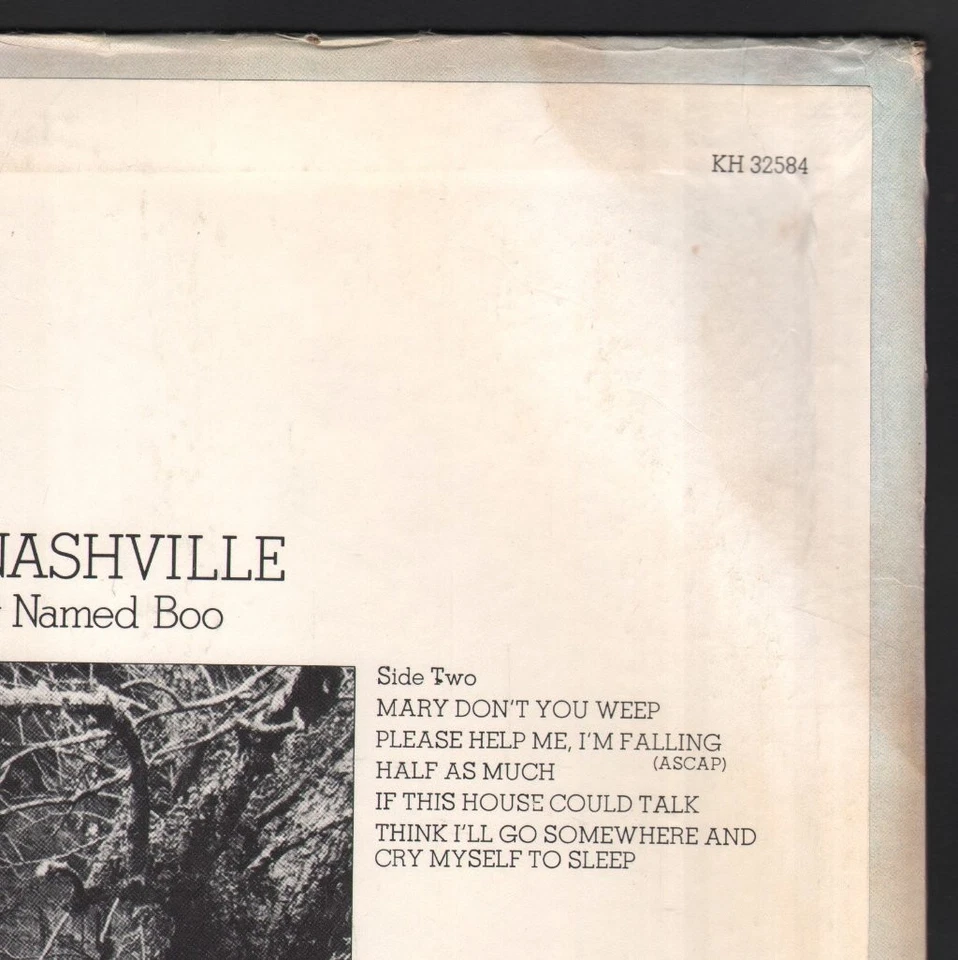 KH 32584
NASHVILLE
Named Boo
Side Two
MARY DON'T YOU WEEP
PLEASE HELP ME, I'M FALLING
(ASCAP)
HALF AS MUCH
IF THIS HOUSE COULD TALK
THINK I'LL GO SOMEWHERE AND
CRY MYSELF TO SLEEP